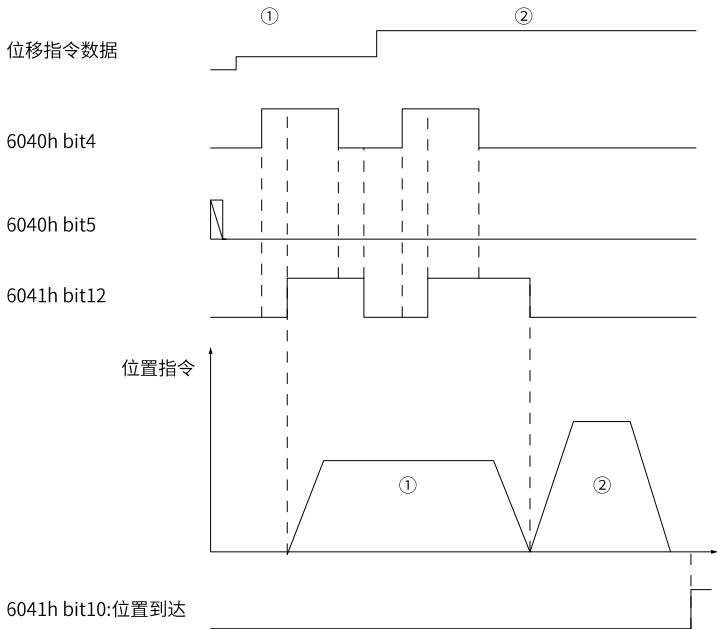 ① ②
位移指令数据
6040h bit4
6040h bit5
6041h bit12
位置指令
① ②
6041h bit10:位置到达